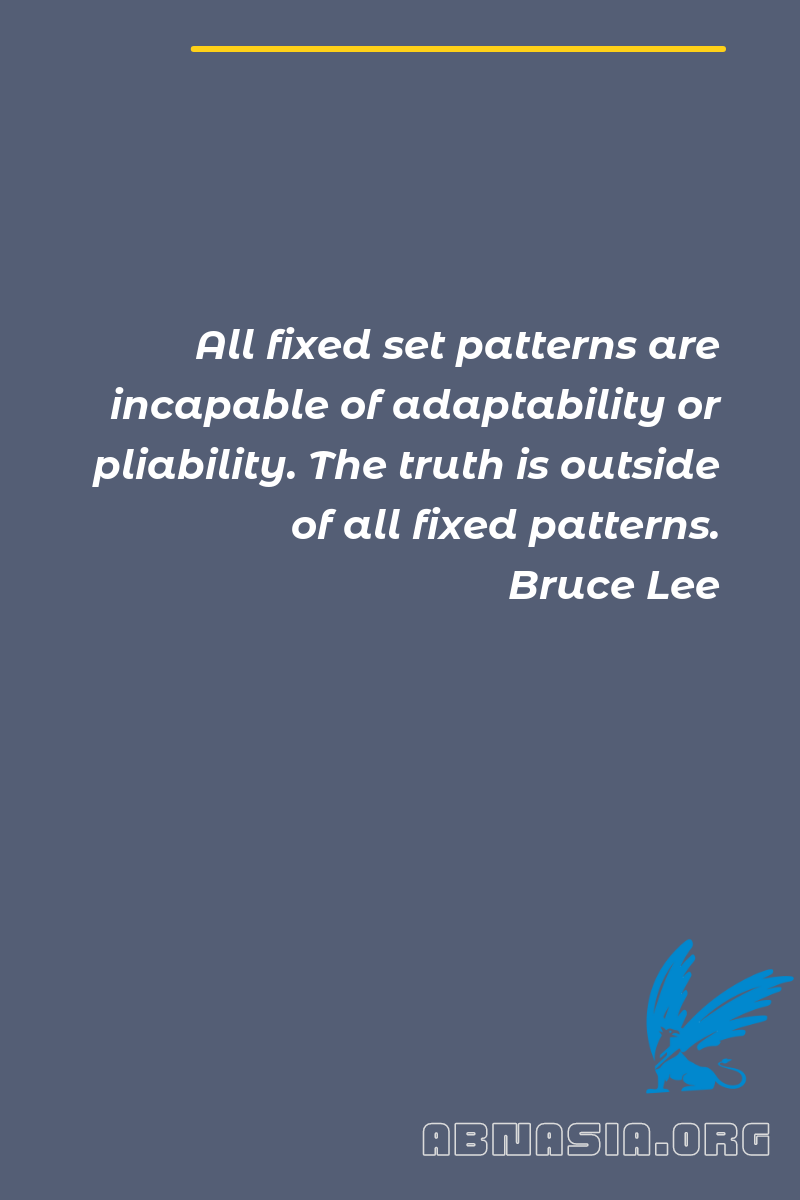 All fixed set patterns are
incapable of adaptability or
pliability. The truth is outside
of all fixed patterns.
Bruce Lee
ABNASIA.ORG